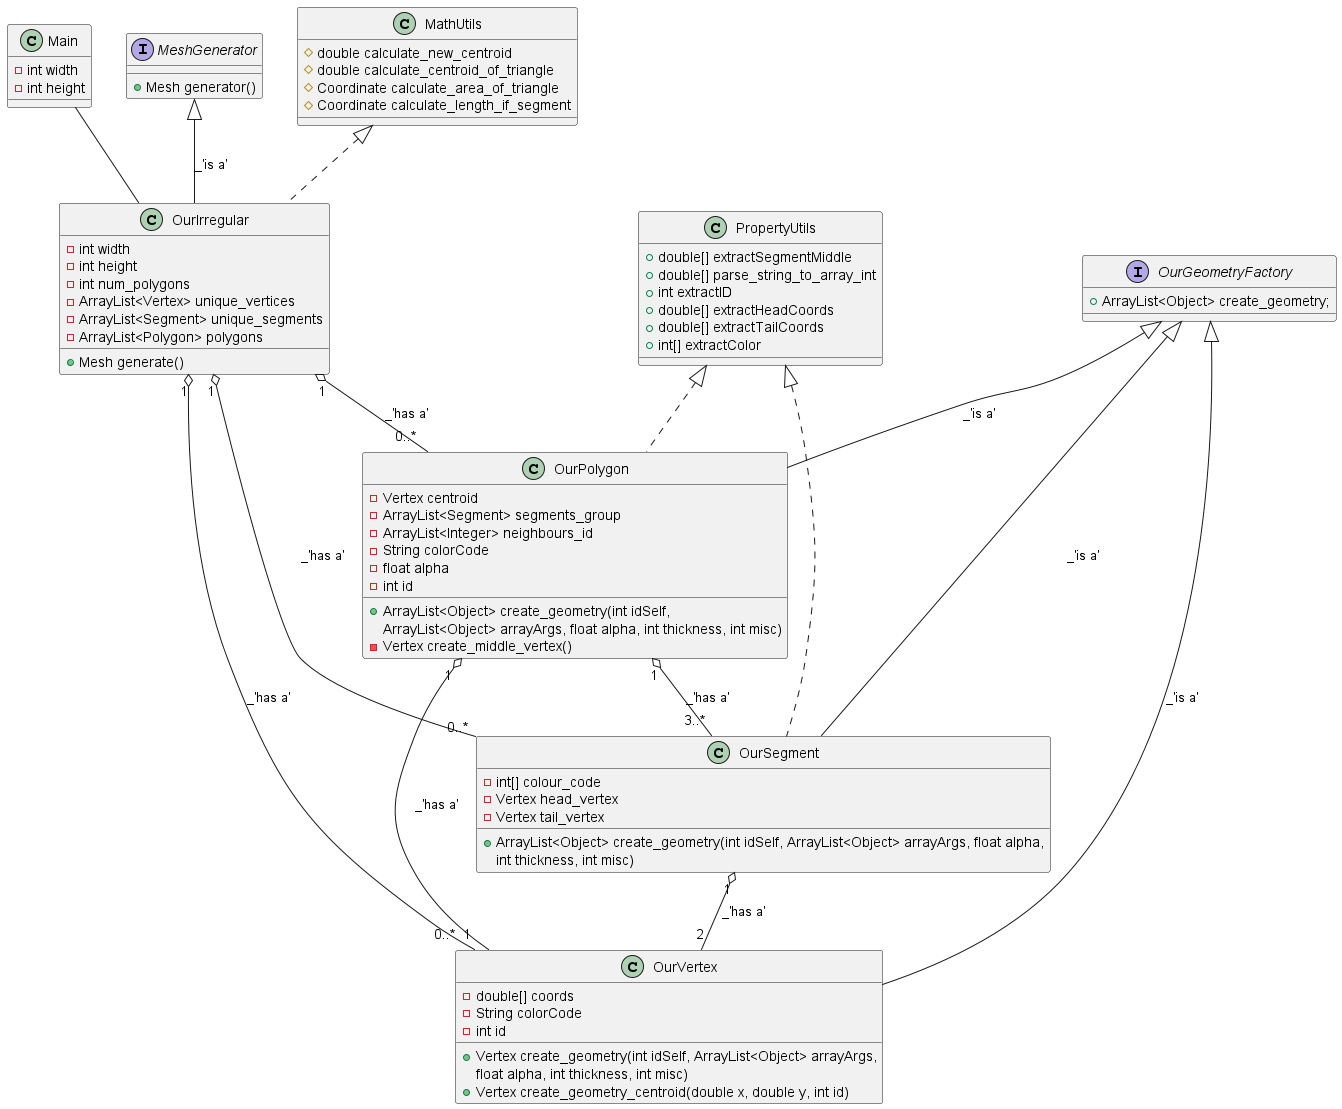 C Main
int width
int height
I MeshGenerator
Mesh generator()
C MathUtils
double calculate_new_centroid
double calculate_centroid_of_triangle
Coordinate calculate_area_of_triangle
Coordinate calculate_length_if_segment
_'is a'
C OurIrregular
int width
int height
int num_polygons
ArrayList<Vertex> unique_vertices
ArrayList<Segment> unique_segments
ArrayList<Polygon> polygons
Mesh generate()
C PropertyUtils
double[] extractSegmentMiddle
double[] parse_string_to_array_int
int extractID
double[] extractHeadCoords
double[] extractTailCoords
int[] extractColor
I OurGeometryFactory
ArrayList<Object> create_geometry;
1
1
1
_'has a'
0..*
_'is a'
C OurPolygon
Vertex centroid
ArrayList<Segment> segments_group
ArrayList<Integer> neighbours_id
String colorCode
float alpha
int id
ArrayList<Object> create_geometry(int idSelf,
ArrayList<Object> arrayArgs, float alpha, int thickness, int misc)
Vertex create_middle_vertex()
_'has a'
_'is a'
1
1
_'has a'
_'has a'
_'is a'
0..*
3..*
C OurSegment
int[] colour_code
Vertex head_vertex
Vertex tail_vertex
ArrayList<Object> create_geometry(int idSelf, ArrayList<Object> arrayArgs, float alpha,
int thickness, int misc)
_'has a'
1
_'has a'
0..*
1
2
C OurVertex
double[] coords
String colorCode
int id
Vertex create_geometry(int idSelf, ArrayList<Object> arrayArgs,
float alpha, int thickness, int misc)
Vertex create_geometry_centroid(double x, double y, int id)